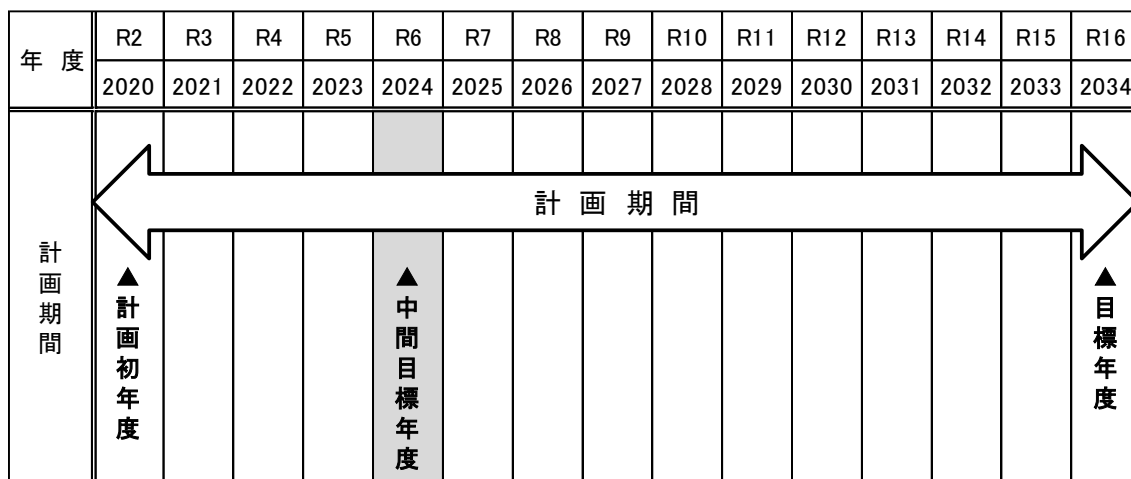 年 度 R2 R3 R4 R5 R6 R7 R8 R9 R10 R11 R12 R13 R14 R15 R16
2020 2021 2022 2023 2024 2025 2026 2027 2028 2029 2030 2031 2032 2033 2034
計画期間
計 画 期 間
▲計画初年度
▲中間目標年度
▲目標年度